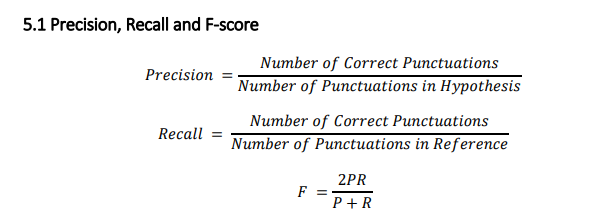 5.1 Precision, Recall and F-score
Precision = Number of Correct Punctuations / Number of Punctuations in Hypothesis
Recall = Number of Correct Punctuations / Number of Punctuations in Reference
F = 2PR / P + R